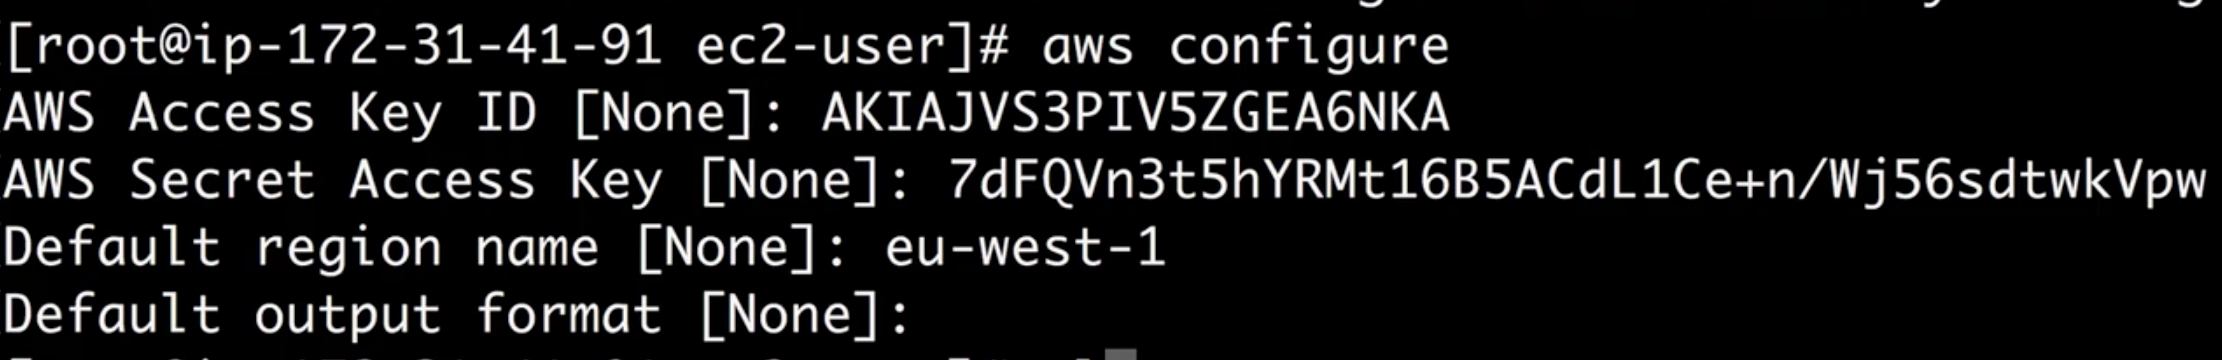 [root@ip-172-31-41-91 ec2-user]# aws configure
AWS Access Key ID [None]: AKIAJVS3PIV5ZGEA6NKA
AWS Secret Access Key [None]: 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
Default region name [None]: eu-west-1
Default output format [None]: